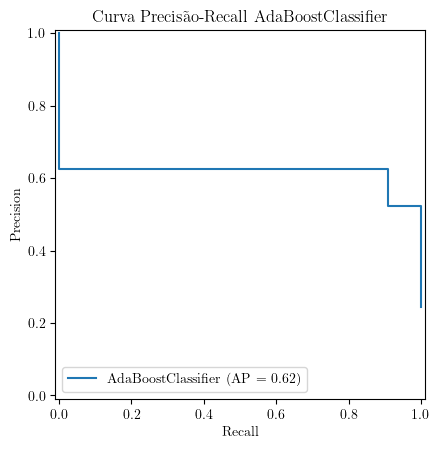 Curva Precisão-Recall AdaBoostClassifier
1.0
0.8
0.6
0.4
0.2
0.0
Precision
AdaBoostClassifier (AP = 0.62)
0.0 0.2 0.4 0.6 0.8 1.0
Recall